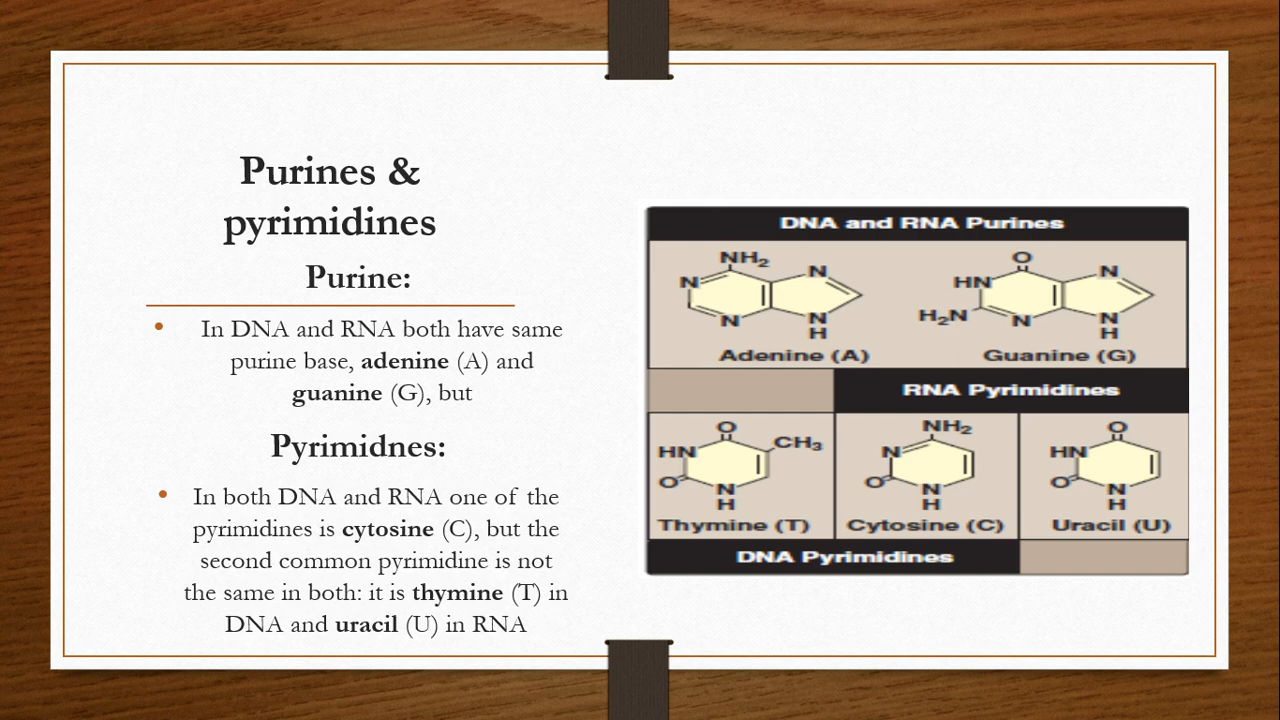 Purines &
pyrimidines
Purine:
• In DNA and RNA both have same
purine base, adenine (A) and
guanine (G), but
Pyrimidnes:
• In both DNA and RNA one of the
pyrimidines is cytosine (C), but the
second common pyrimidine is not
the same in both: it is thymine (T) in
DNA and uracil (U) in RNA
DNA and RNA Purines
NH₂
N
N
N
N
H
Adenine (A)
O
HN
N
H₂N
N
N
H
Guanine (G)
RNA Pyrimidines
O
CH₃
HN
O
N
H
Thymine (T)
NH₂
N
O
N
H
Cytosine (C)
O
HN
O
N
H
Uracil (U)
DNA Pyrimidines